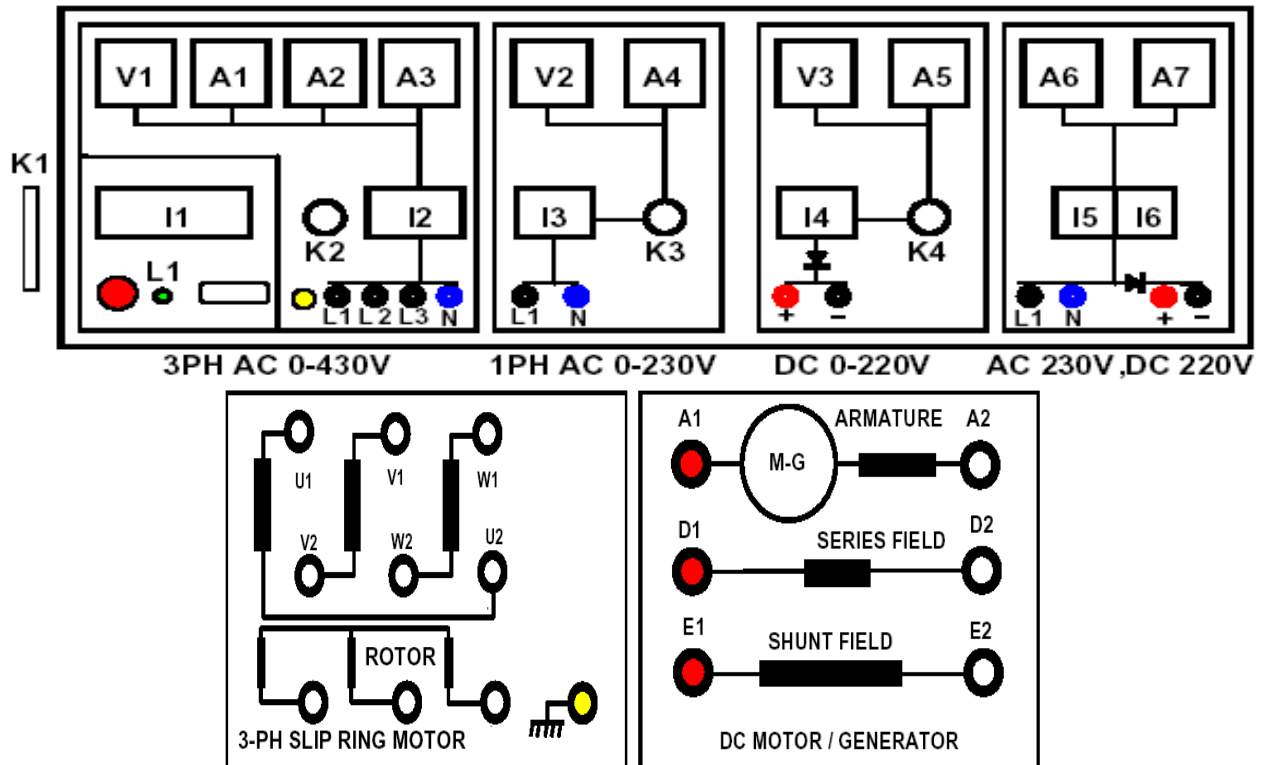 V1 A1 A2 A3 V2 A4 V3 A5 A6 A7
K1
I1 K2 I2 I3 K3 I4 K4 I5 I6
L1
L1 L2 L3 N L1 N + - L1 N + -
3PH AC 0-430V 1PH AC 0-230V DC 0-220V AC 230V ,DC 220V
U1 V1 W1
V2 W2 U2
ROTOR
3-PH SLIP RING MOTOR
A1 ARMATURE A2
M-G
D1 SERIES FIELD D2
E1 SHUNT FIELD E2
DC MOTOR / GENERATOR